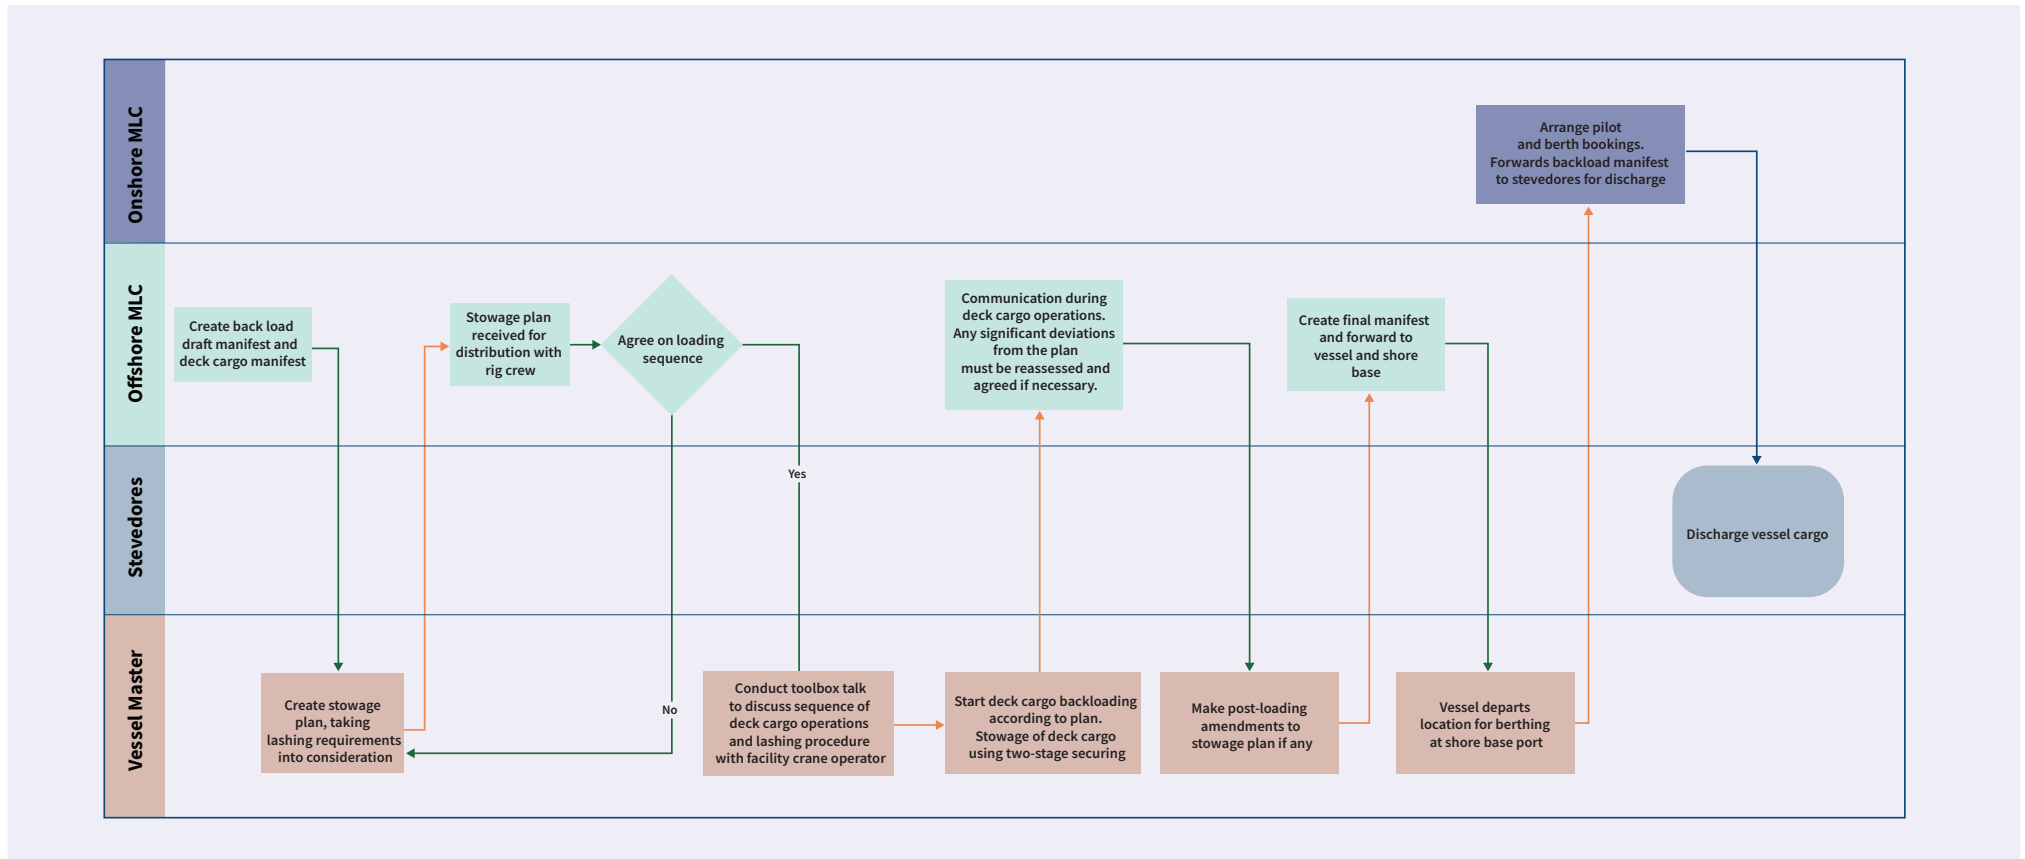 Onshore MLC
Arrange pilot
and berth bookings.
Forwards backload manifest
to stevedores for discharge
Offshore MLC
Create back load
draft manifest and
deck cargo manifest
Stowage plan
received for
distribution with
rig crew
Agree on loading
sequence
Communication during
deck cargo operations.
Any significant deviations
from the plan
must be reassessed and
agreed if necessary.
Create final manifest
and forward to
vessel and shore
base
Stevedores
Yes
Discharge vessel cargo
Vessel Master
Create stowage
plan, taking
lashing requirements
into consideration
No
Conduct toolbox talk
to discuss sequence of
deck cargo operations
and lashing procedure
with facility crane operator
Start deck cargo backloading
according to plan.
Stowage of deck cargo
using two-stage securing
Make post-loading
amendments to
stowage plan if any
Vessel departs
location for berthing
at shore base port